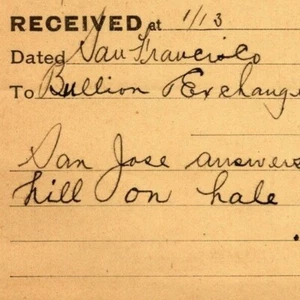 RECEIVED at 1/13
Dated San Francisco
To Bullion Exchange
San Jose answers
hill on hale